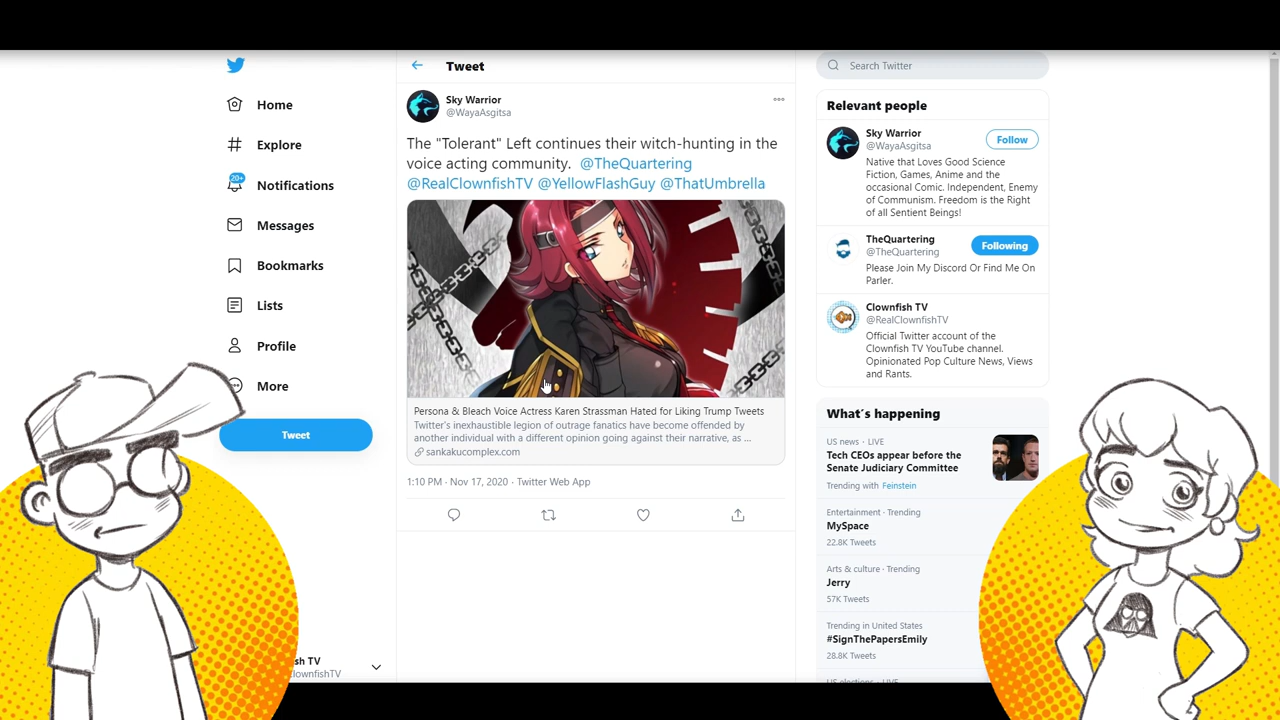 Tweet
Search Twitter
Home
Explore
20+
Notifications
Messages
Bookmarks
Lists
Profile
More
Tweet
sh TV
lownfishTV
Sky Warrior
@WayaAsgitsa
The "Tolerant" Left continues their witch-hunting in the
voice acting community. @TheQuartering
@RealClownfishTV @YellowFlashGuy @ThatUmbrella
Persona & Bleach Voice Actress Karen Strassman Hated for Liking Trump Tweets
Twitter's inexhaustible legion of outrage fanatics have become offended by
another individual with a different opinion going against their narrative, as ...
sankakucomplex.com
1:10 PM · Nov 17, 2020 · Twitter Web App
Relevant people
Sky Warrior
@WayaAsgitsa
Follow
Native that Loves Good Science
Fiction, Games, Anime and the
occasional Comic. Independent, Enemy
of Communism. Freedom is the Right
of all Sentient Beings!
TheQuartering
@TheQuartering
Following
Please Join My Discord Or Find Me On
Parler.
Clownfish TV
@RealClownfishTV
Official Twitter account of the
Clownfish TV YouTube channel.
Opinionated Pop Culture News, Views
and Rants.
What's happening
US news · LIVE
Tech CEOs appear before the
Senate Judiciary Committee
Trending with Feinstein
Entertainment · Trending
MySpace
22.8K Tweets
Arts & culture · Trending
Jerry
57K Tweets
Trending in United States
#SignThePapersEmily
28.8K Tweets
US elections · LIVE